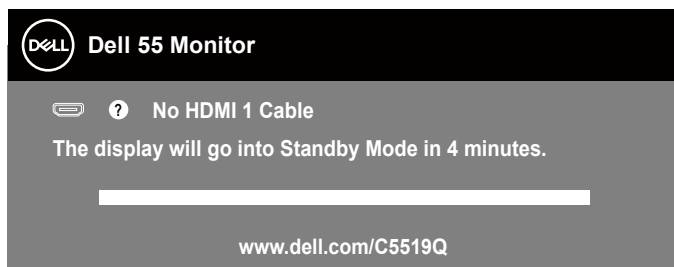 DELL Dell 55 Monitor
? No HDMI 1 Cable
The display will go into Standby Mode in 4 minutes.
www.dell.com/C5519Q